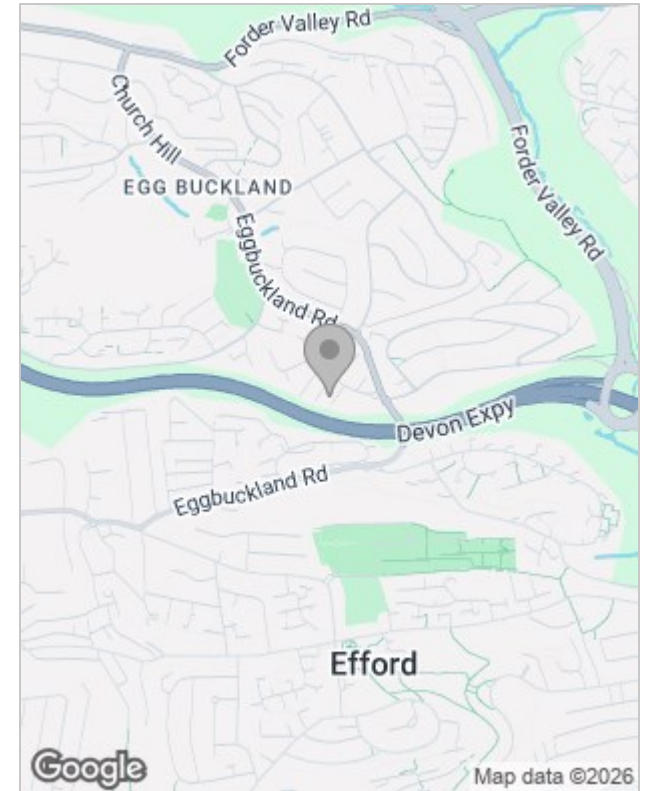 Forder Valley Rd
Church Hill
EGG BUCKLAND
Forder Valley Rd
Eggbuckland Rd
Devon Expy
Eggbuckland Rd
Efford
Google
Map data ©2026